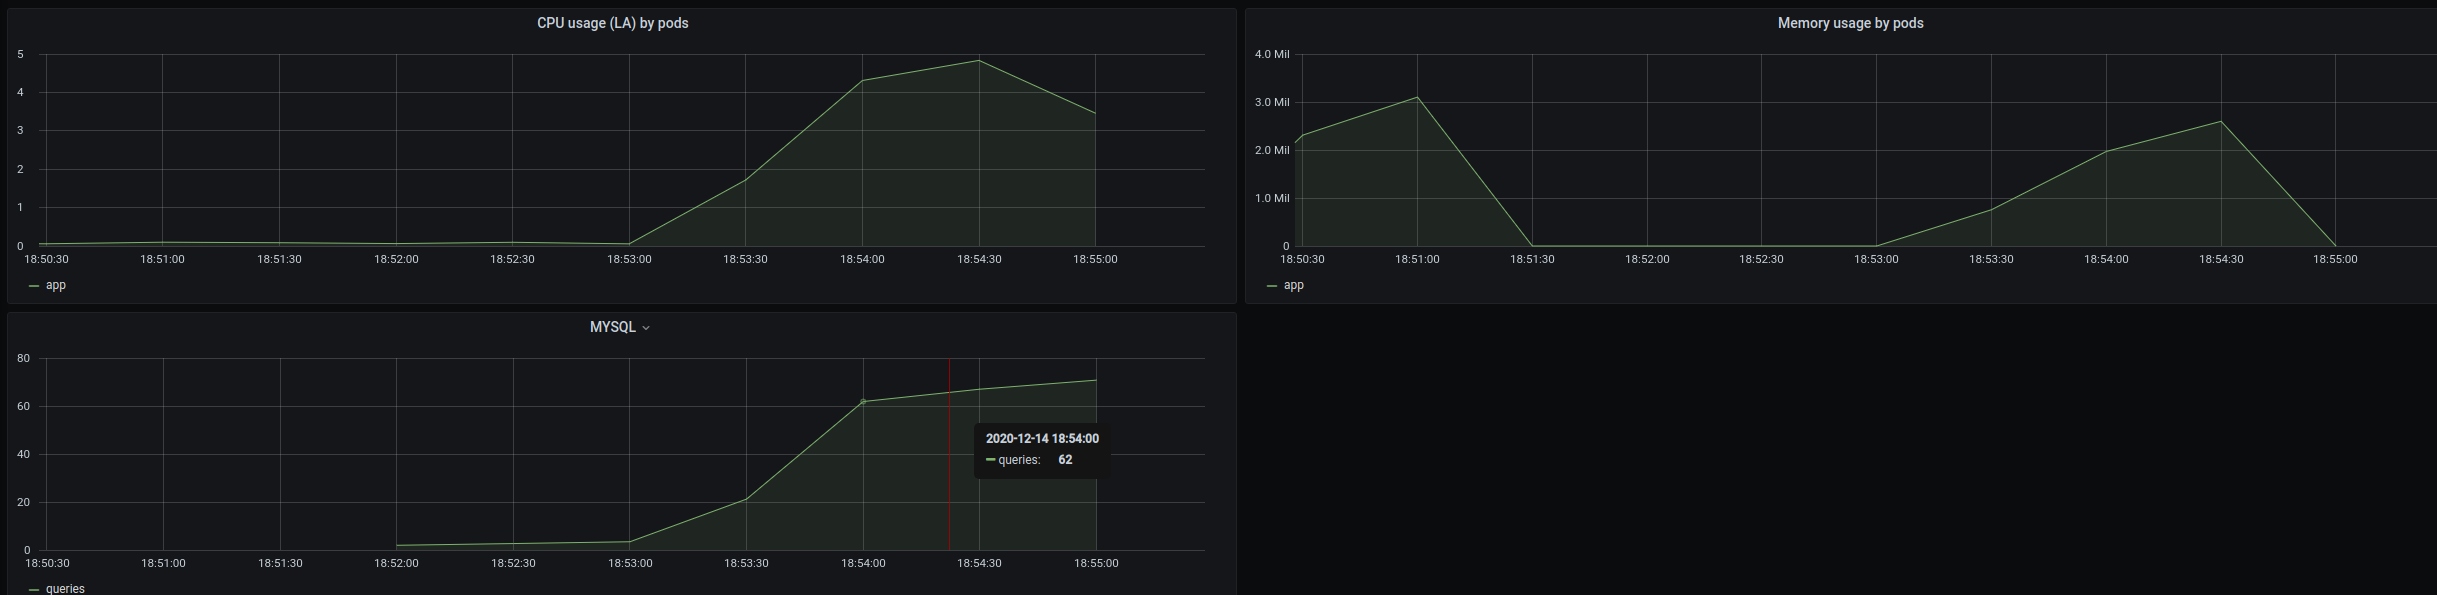 CPU usage (LA) by pods
5
4
3
2
1
0
18:50:30 18:51:00 18:51:30 18:52:00 18:52:30 18:53:00 18:53:30 18:54:00 18:54:30 18:55:00
app
Memory usage by pods
4.0 Mil
3.0 Mil
2.0 Mil
1.0 Mil
0
18:50:30 18:51:00 18:51:30 18:52:00 18:52:30 18:53:00 18:53:30 18:54:00 18:54:30 18:55:00
app
MYSQL
80
60
40
20
0
2020-12-14 18:54:00
queries: 62
18:50:30 18:51:00 18:51:30 18:52:00 18:52:30 18:53:00 18:53:30 18:54:00 18:54:30 18:55:00
queries